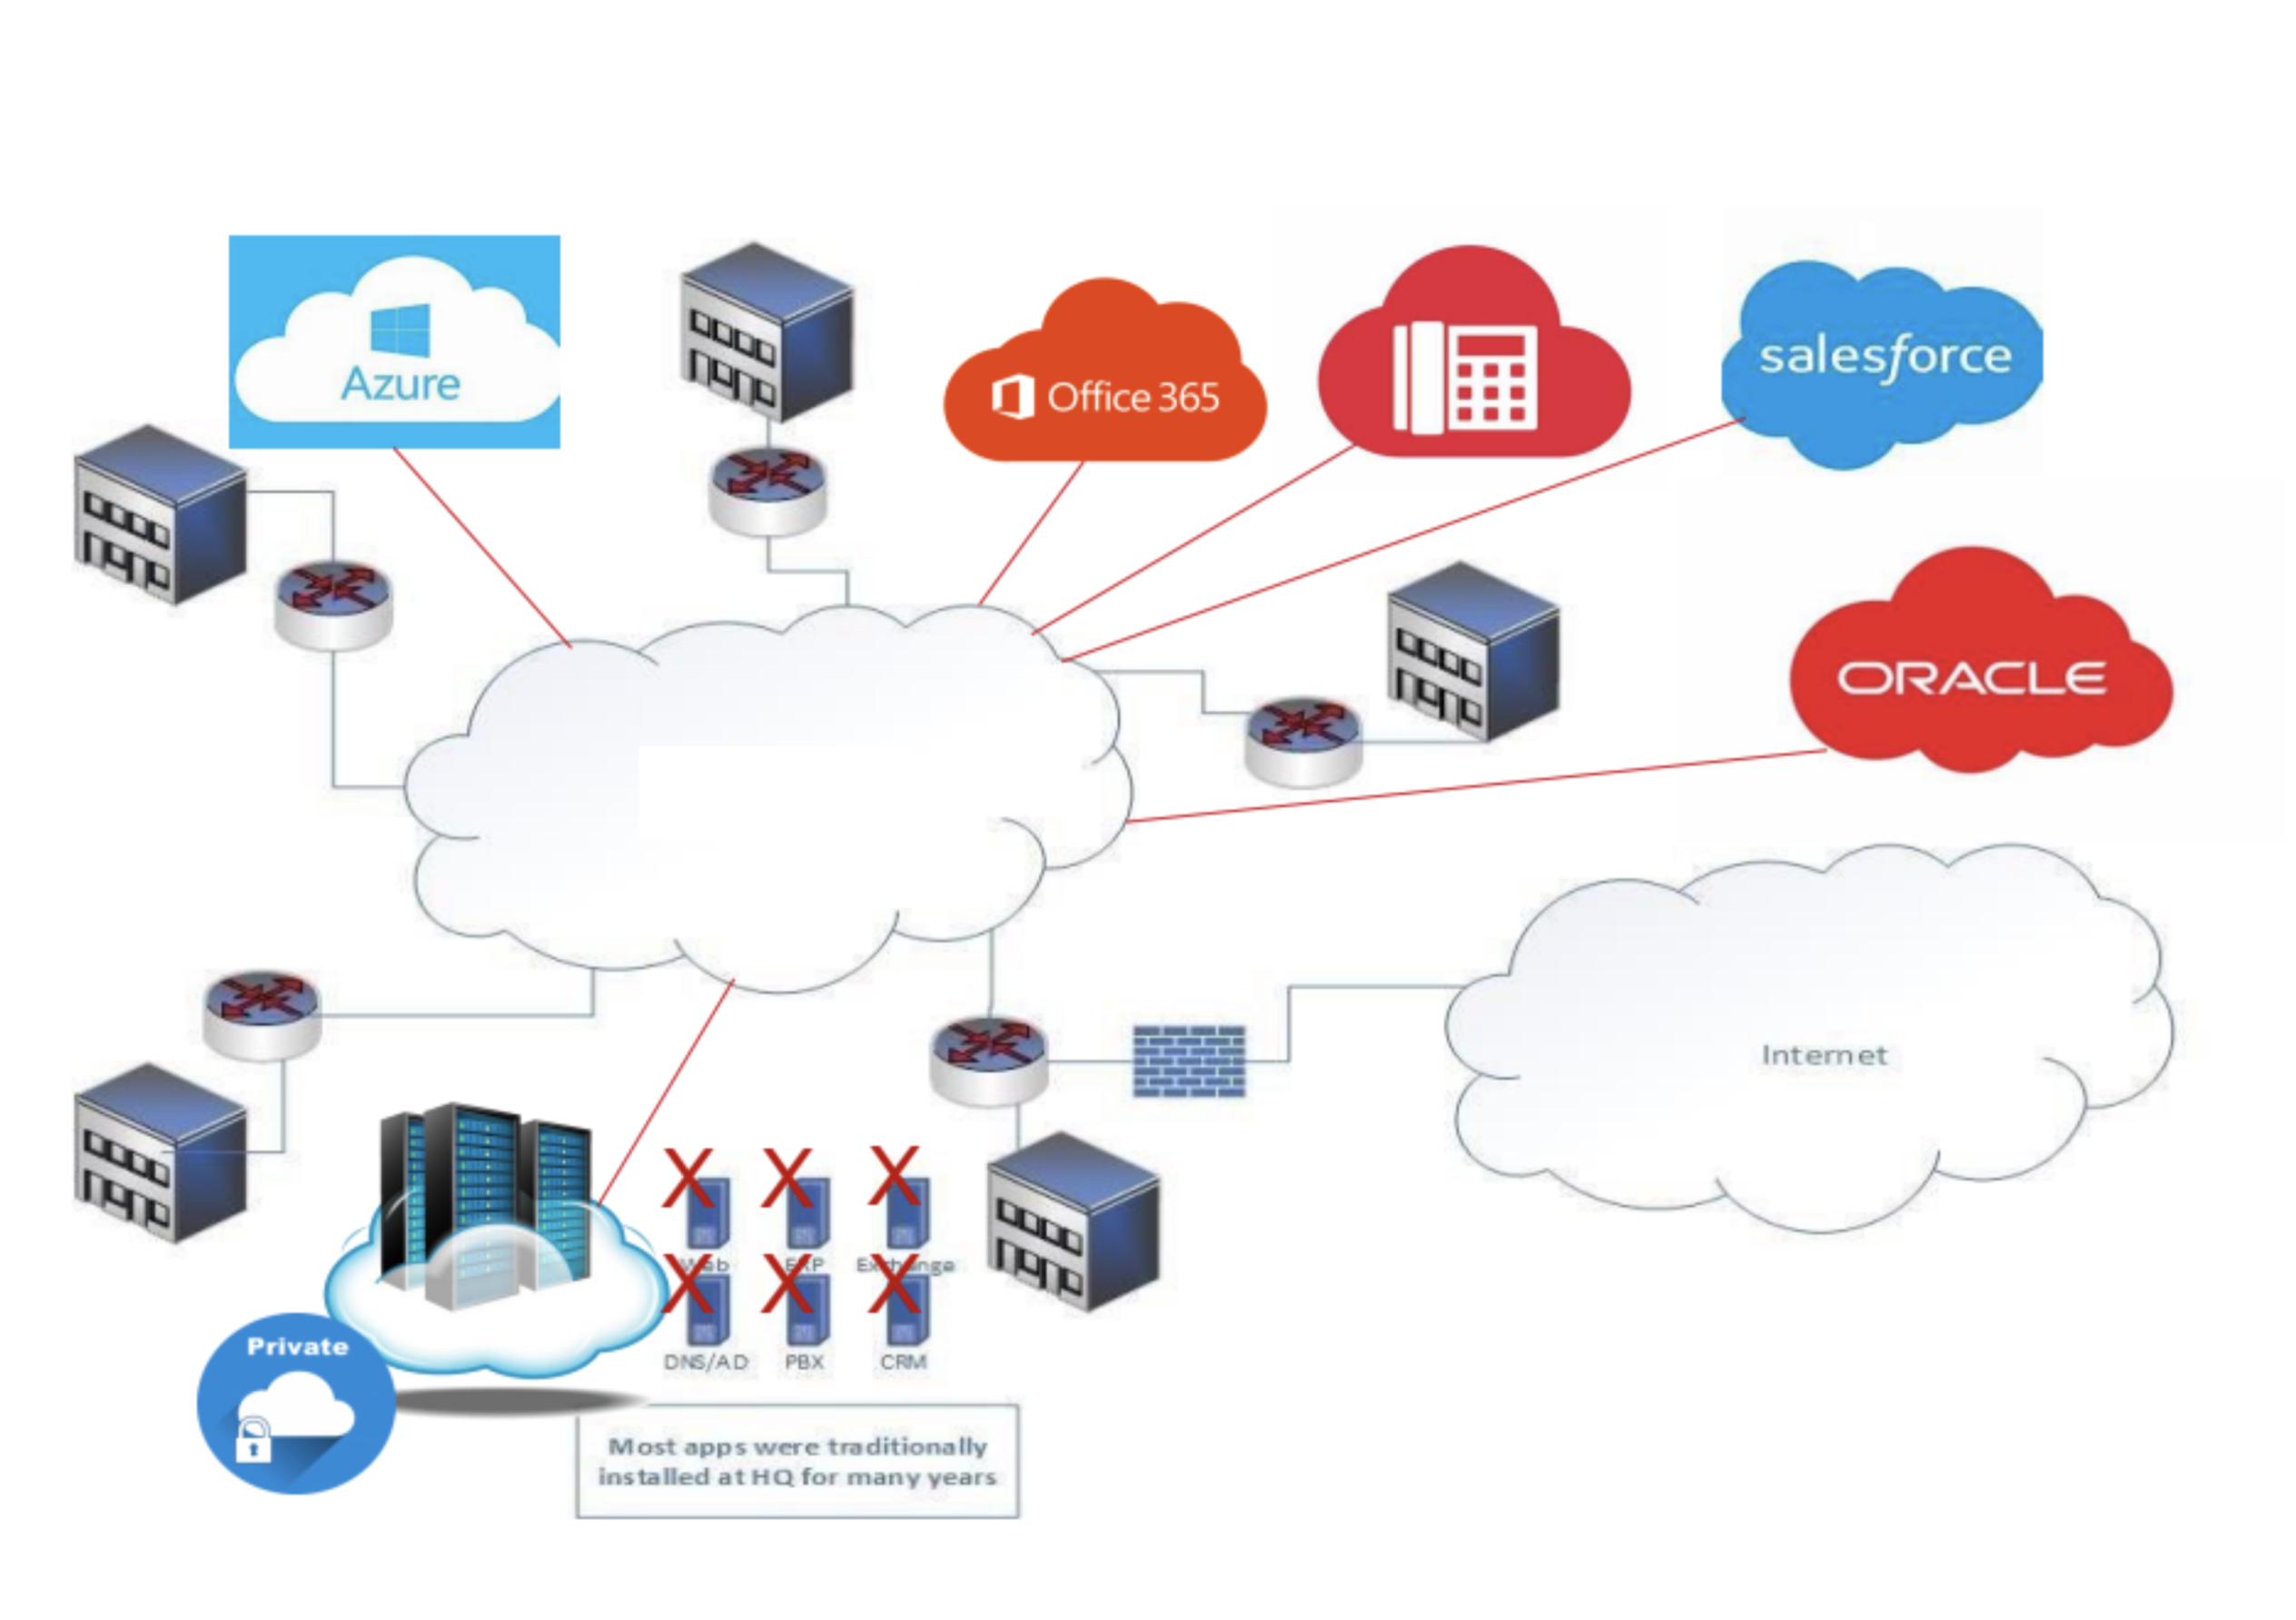 Azure
Office 365
salesforce
ORACLE
Internet
Web
ERP
Exchange
DNS/AD
PBX
CRM
Private
Most apps were traditionally
installed at HQ for many years